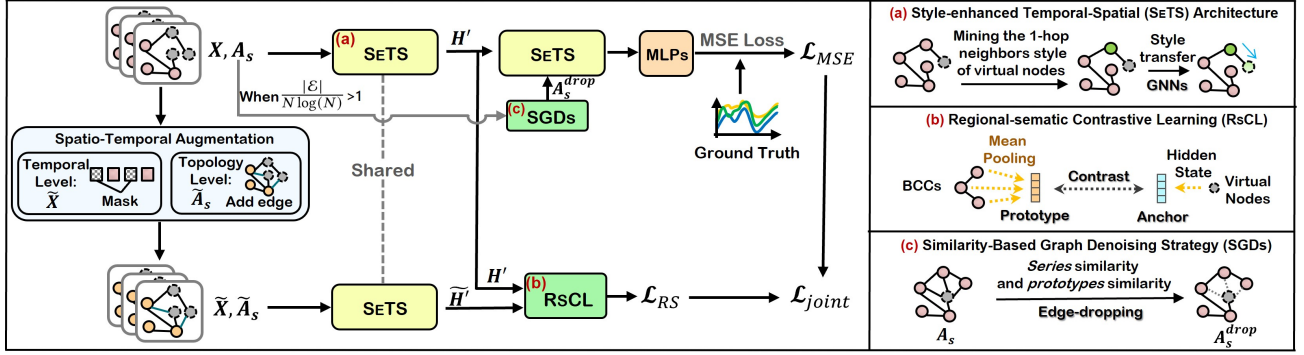 X, A_s
(a)
SETS
H′
SETS
MLPs
MSE Loss
ℒ_MSE
When |ℰ| / N log(N) >1
A_s^drop
(c)
SGDs
Ground Truth
Spatio-Temporal Augmentation
Temporal
Level:
X̃
Mask
Topology
Level:
Ã_s
Add edge
Shared
X̃, Ã_s
SETS
H̃′
H′
(b)
RSCL
ℒ_RS
ℒ_joint
(a) Style-enhanced Temporal-Spatial (SETS) Architecture
Mining the 1-hop
neighbors style
of virtual nodes
Style
transfer
GNNs
(b) Regional-sematic Contrastive Learning (RSCL)
Mean
Pooling
BCCs
Prototype
Contrast
Hidden
State
Anchor
Virtual
Nodes
(c) Similarity-Based Graph Denoising Strategy (SGDs)
Series similarity
and prototypes similarity
Edge-dropping
A_s
A_s^drop